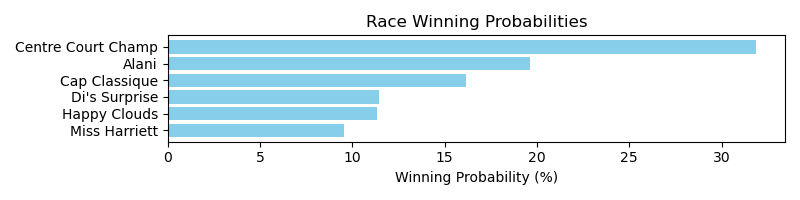 Race Winning Probabilities
Centre Court Champ
Alani
Cap Classique
Di's Surprise
Happy Clouds
Miss Harriett
0 5 10 15 20 25 30
Winning Probability (%)